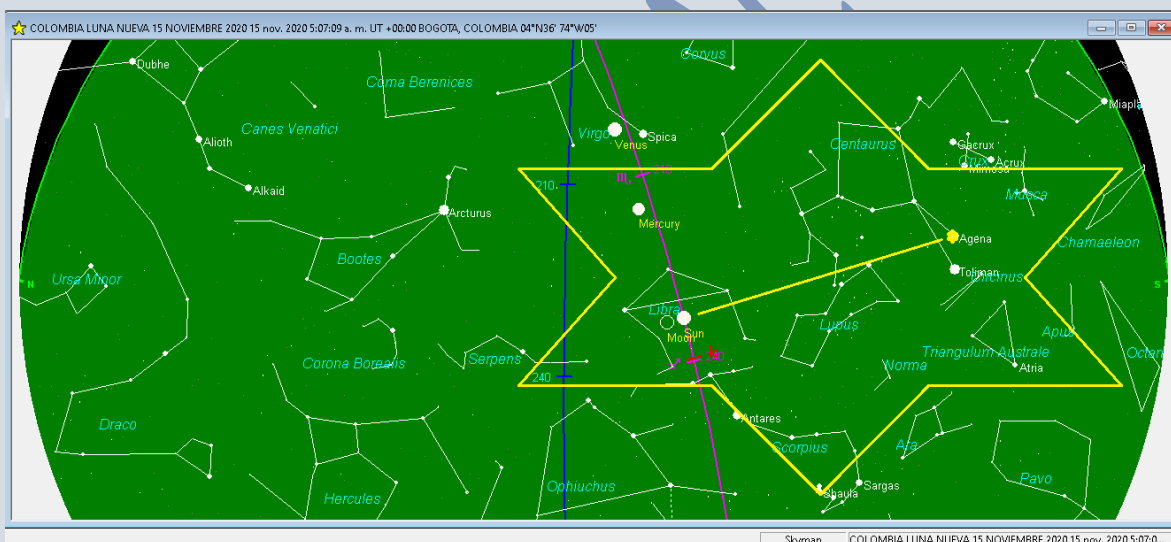 COLOMBIA LUNA NUEVA 15 NOVIEMBRE 2020 15 nov. 2020 5:07:09 a. m. UT +00:00 BOGOTA, COLOMBIA 04°N36' 74°W05'
Dubhe
Corvus
Coma Berenices
Miapla
Canes Venatici
Virgo
Spica
Venus
Centaurus
Alioth
Gacrux
Acrux
Crux
Mimosa
210
210
Alkaid
Musca
Arcturus
Mercury
Agena
Chamaeleon
Bootes
Toliman
Ursa Minor
Circinus
N
S
Libra
Sun
Moon
Lupus
Apus
Corona Borealis
Serpens
240
Norma
Triangulum Australe
Octan
Atria
240
Antares
Draco
Scorpius
Ara
Pavo
Hercules
Ophiuchus
Shaula
Sargas
Skyman
COLOMBIA LUNA NUEVA 15 NOVIEMBRE 2020 15 nov. 2020 5:07:0...